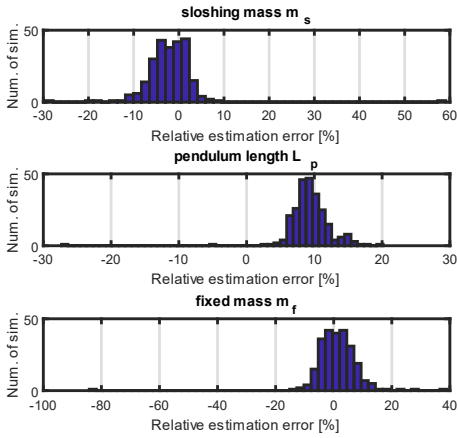 sloshing mass m s
Num. of sim.
50
0
-30 -20 -10 0 10 20 30 40 50 60
Relative estimation error [%]
pendulum length L p
Num. of sim.
50
0
-30 -20 -10 0 10 20 30
Relative estimation error [%]
fixed mass m f
Num. of sim.
50
0
-100 -80 -60 -40 -20 0 20 40
Relative estimation error [%]